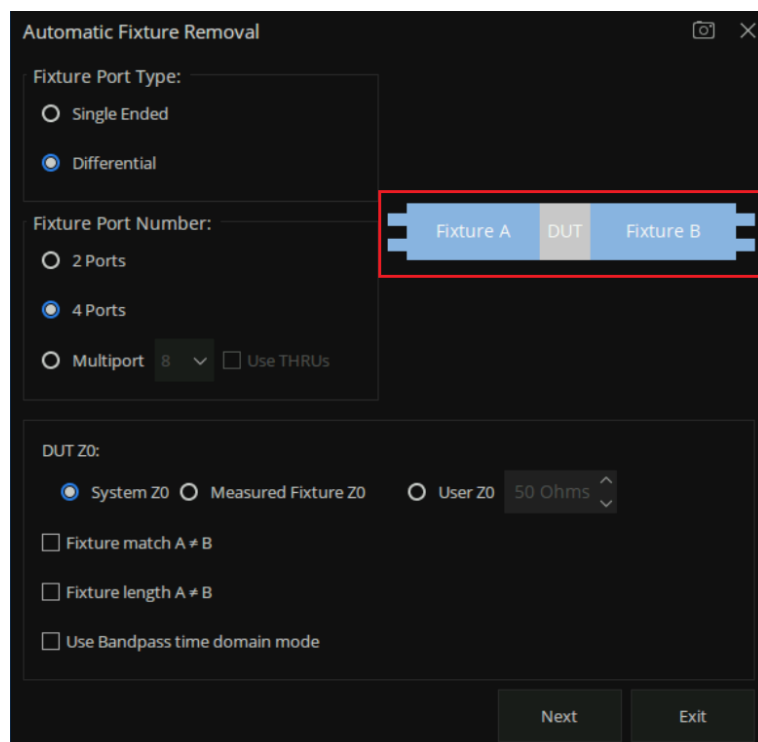 Automatic Fixture Removal
Fixture Port Type:
Single Ended
Differential
Fixture Port Number:
2 Ports
4 Ports
Multiport 8 Use THRUs
Fixture A DUT Fixture B
DUT Z0:
System Z0 Measured Fixture Z0 User Z0 50 Ohms
Fixture match A ≠ B
Fixture length A ≠ B
Use Bandpass time domain mode
Next Exit